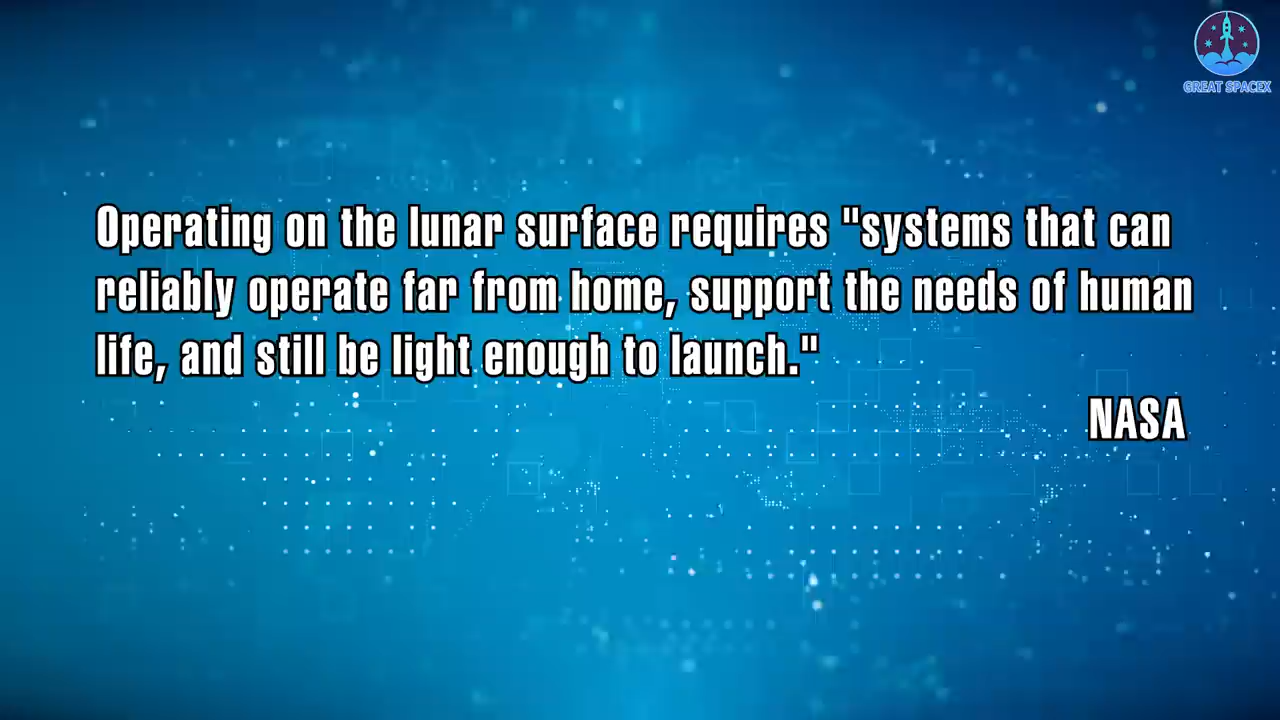 GREAT SPACEX
Operating on the lunar surface requires "systems that can
reliably operate far from home, support the needs of human
life, and still be light enough to launch."
NASA